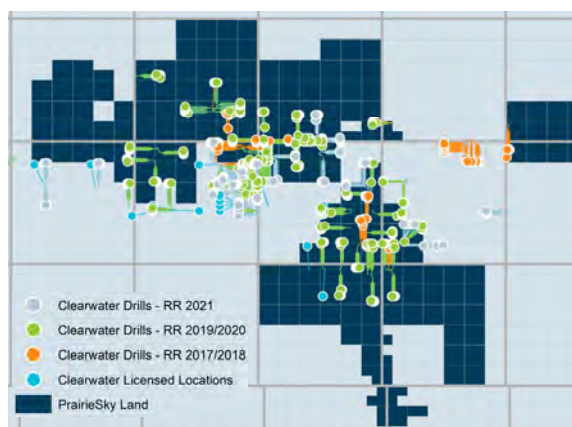 Clearwater Drills - RR 2021
Clearwater Drills - RR 2019/2020
Clearwater Drills - RR 2017/2018
Clearwater Licensed Locations
PrairieSky Land